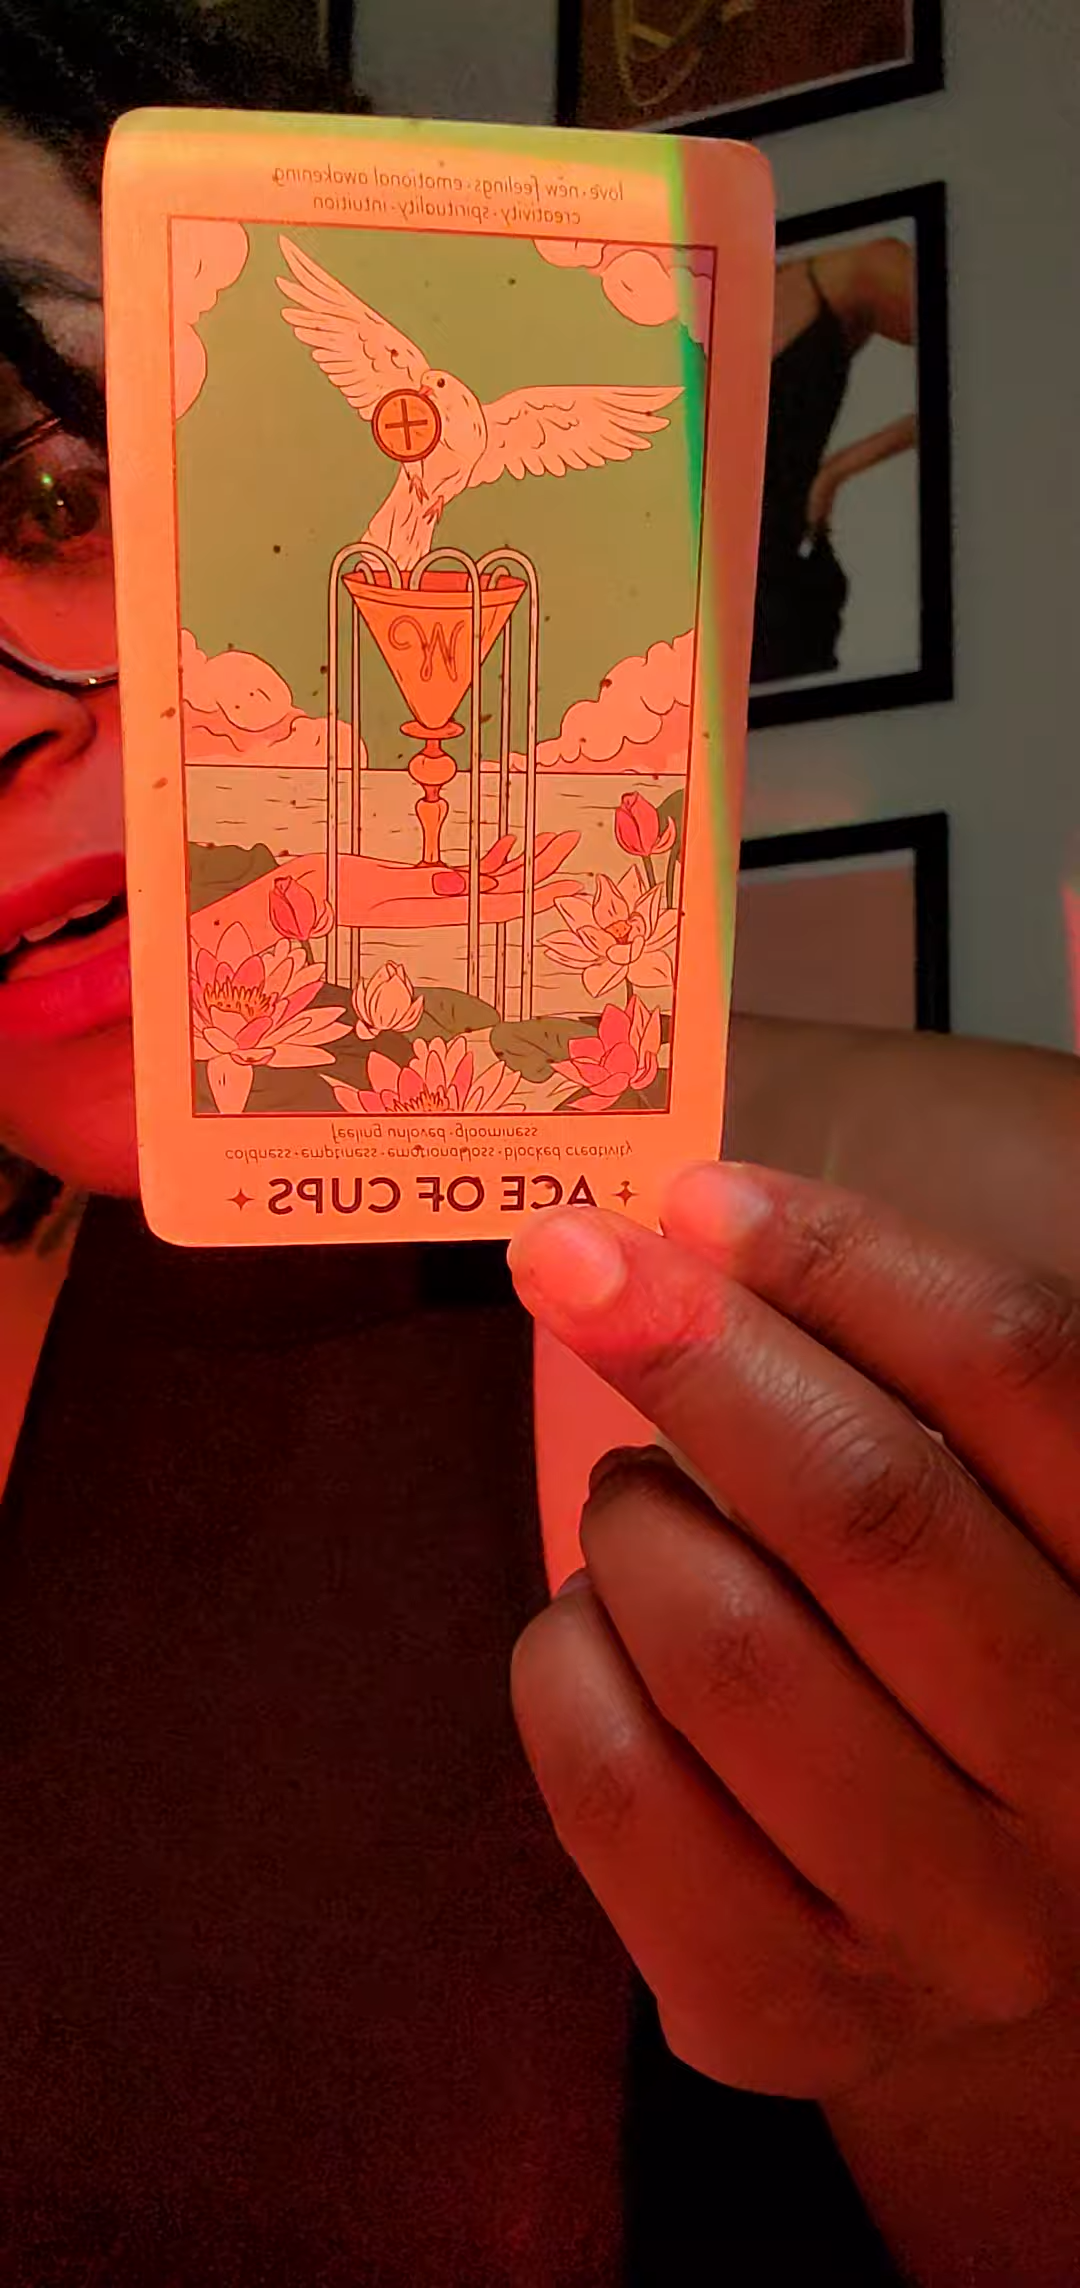 love · new feelings · emotional awakening
creativity · spirituality · intuition
W
feeling unloved · gloominess
coldness · emptiness · emotional loss · blocked creativity
✦ ACE OF CUPS ✦